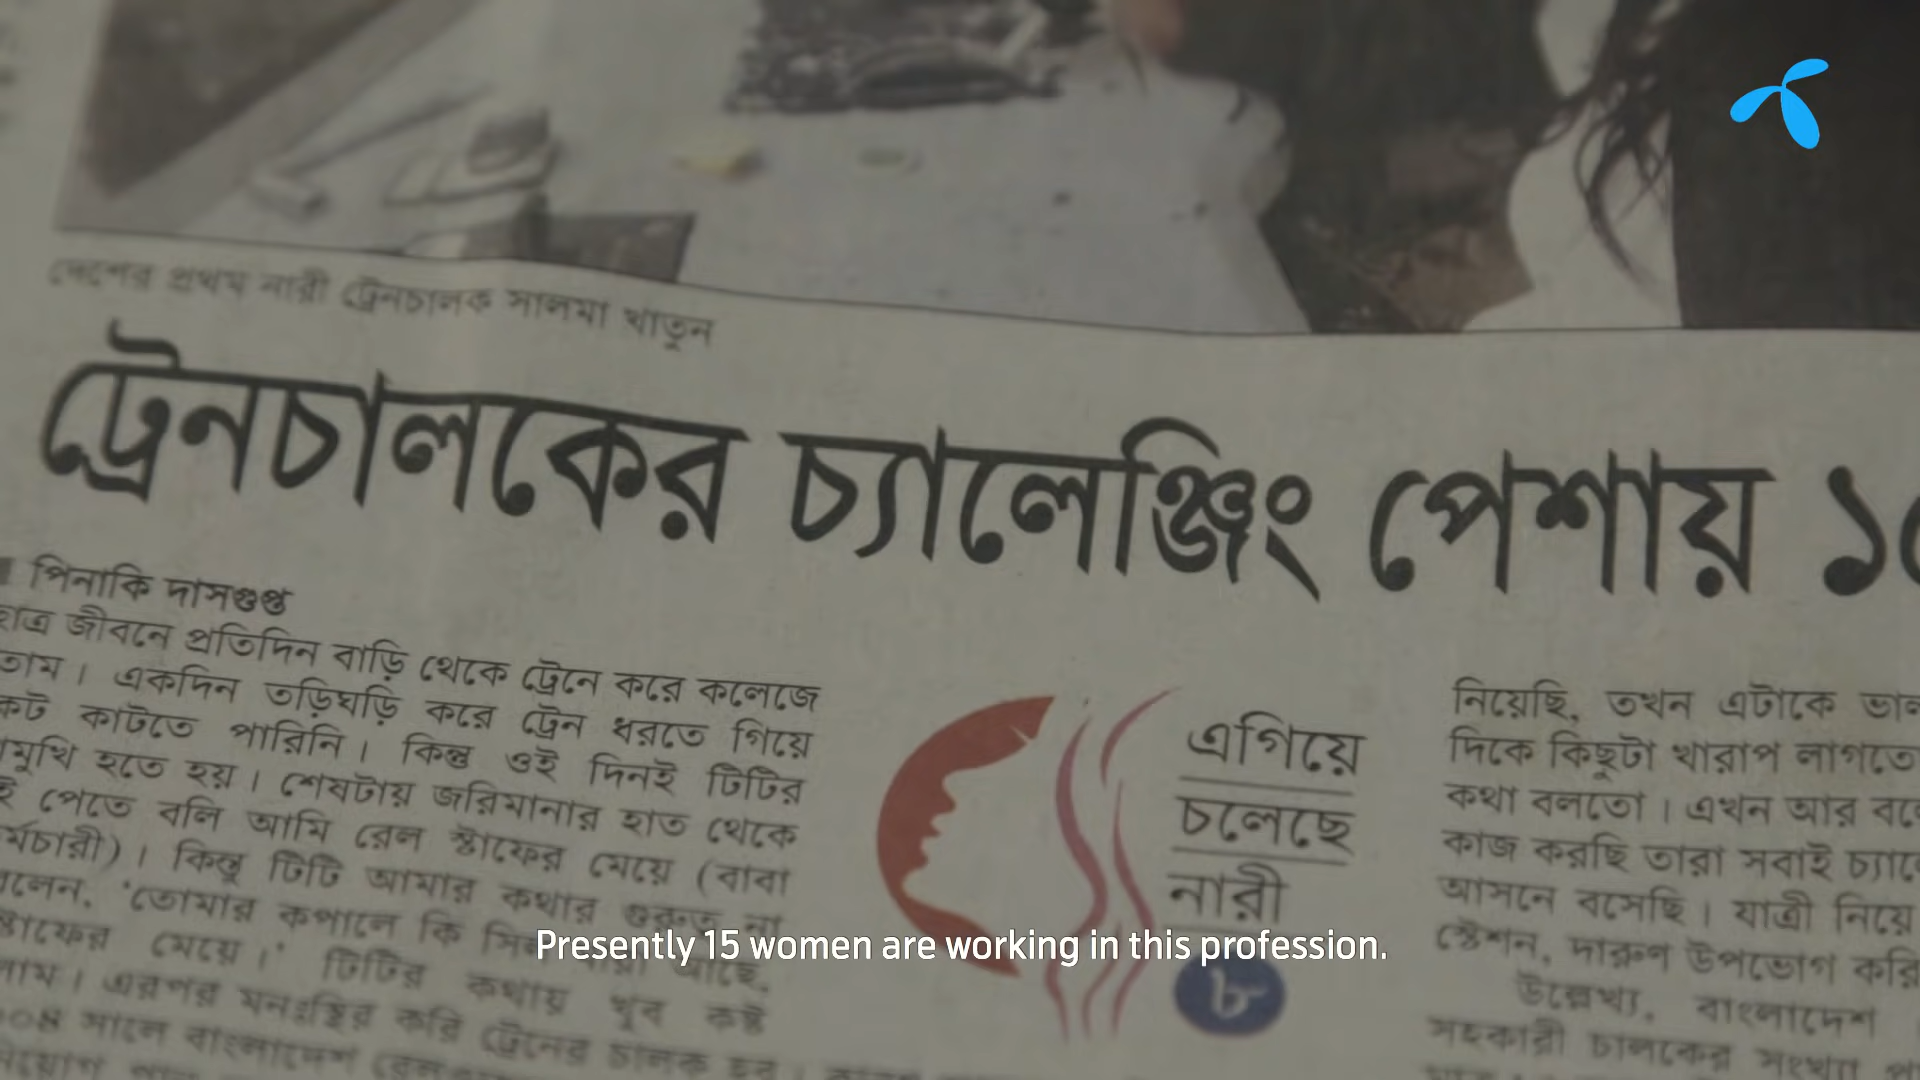 দেশের প্রথম নারী ট্রেনচালক সালমা খাতুন
ট্রেনচালকের চ্যালেঞ্জিং পেশায়
পিনাকি দাসগুপ্ত
জীবনে প্রতিদিন বাড়ি থেকে ট্রেনে করে কলেজে
একদিন তড়িঘড়ি করে ট্রেন ধরতে গিয়ে
কাটতে পারিনি। কিন্তু ওই দিনই টিটির
হতে হয়। শেষটায় জরিমানার হাত থেকে
পেতে বলি আমি রেল স্টাফের মেয়ে (বাবা
কিন্তু টিটি আমার কথার গুরুত্ব না
'তোমার কপালে কি
মেয়ে।' টিটির কথায় খুব কষ্ট
এরপর মনঃস্থির করি ট্রেনের চালক হব।
সালে বাংলাদেশ
এগিয়ে
চলেছে
নারী
৮
নিয়েছি, তখন এটাকে
দিকে কিছুটা খারাপ লাগতো
কথা বলতো। এখন আর
কাজ করছি তারা সবাই
আসনে বসেছি। যাত্রী নিয়ে
স্টেশন, দারুণ উপভোগ করি
উল্লেখ্য, বাংলাদেশ
সহকারী চালকের সংখ্যা
Presently 15 women are working in this profession.